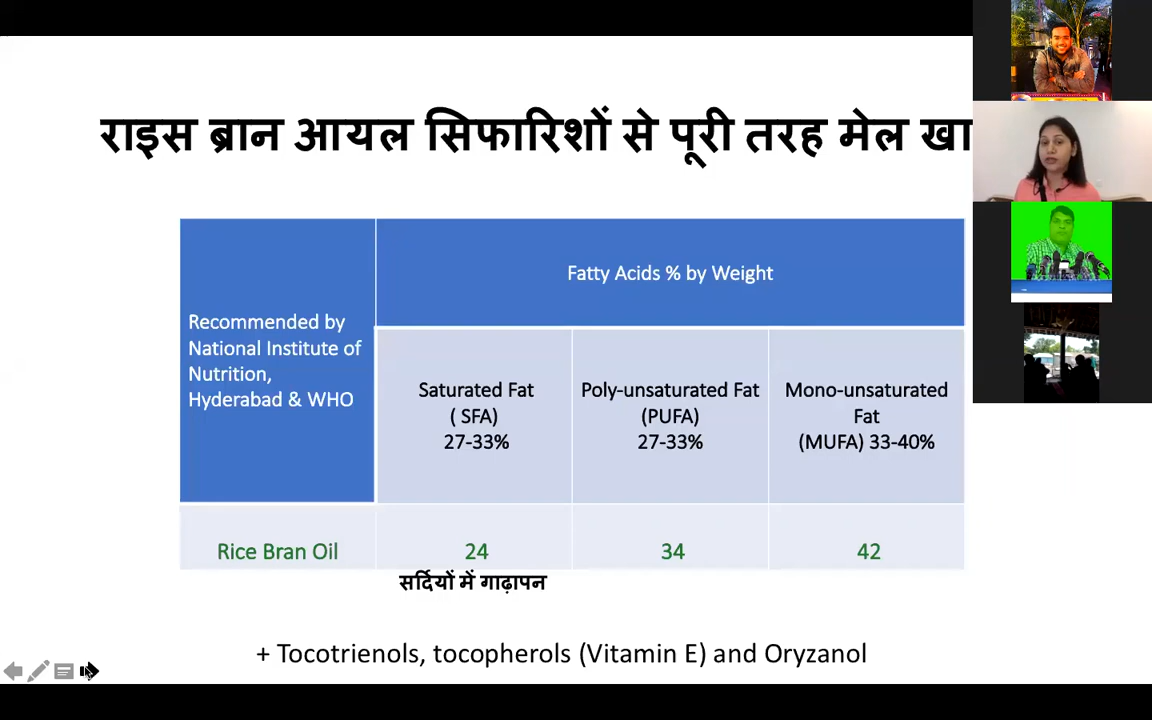 राइस ब्रान आयल सिफारिशों से पूरी तरह मेल खा
Fatty Acids % by Weight
Recommended by
National Institute of
Nutrition,
Hyderabad & WHO
Saturated Fat
( SFA)
27-33%
Poly-unsaturated Fat
(PUFA)
27-33%
Mono-unsaturated
Fat
(MUFA) 33-40%
Rice Bran Oil
24
34
42
सर्दियों में गाढ़ापन
+ Tocotrienols, tocopherols (Vitamin E) and Oryzanol